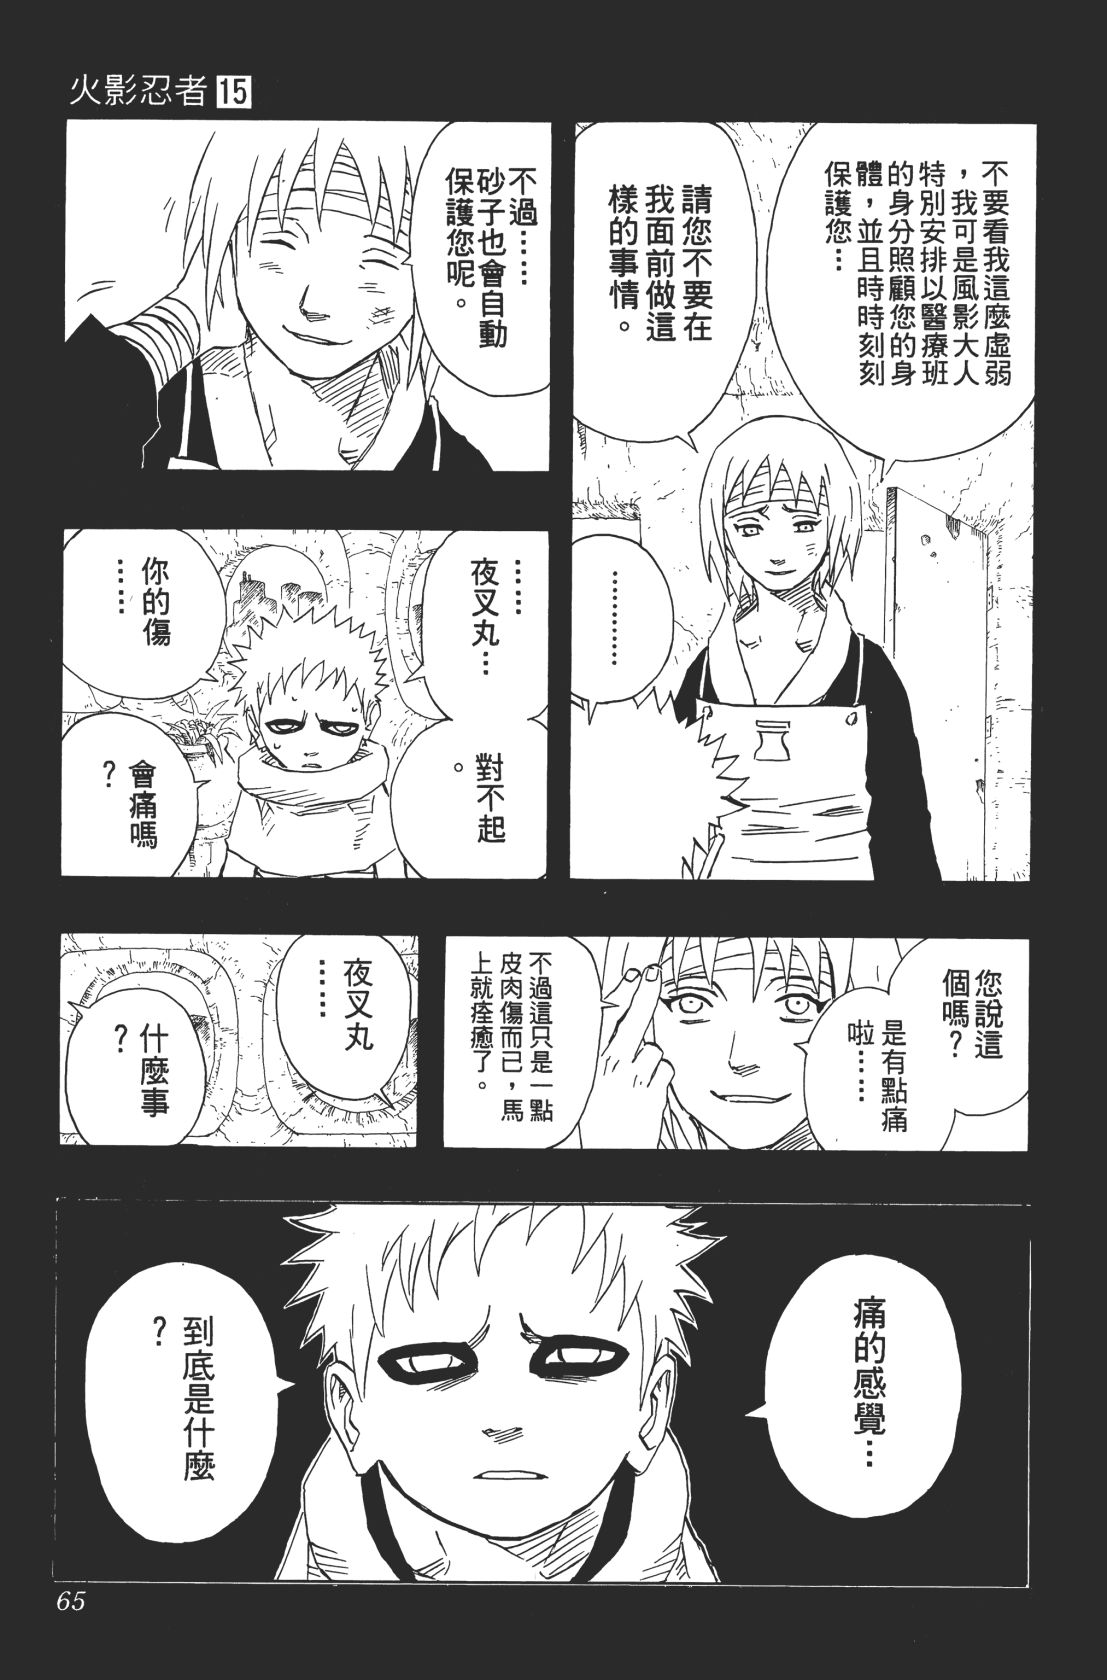 火影忍者15
不要看我這麼虛弱
，我可是風影大人
特別安排以醫療班
的身分照顧您的身
體，並且時時刻刻
保護您…
請您不要在
我面前做這
樣的事情。
…………
不過……
砂子也會自動
保護您呢。
……
夜叉丸…
對不起
。
你的傷
……
會痛嗎
？
您說這
個嗎？
是有點痛
啦……
不過這只是一點
皮肉傷而已，馬
上就痊癒了。
夜叉丸
……
什麼事
？
痛的感覺…
到底是什麼
？
65